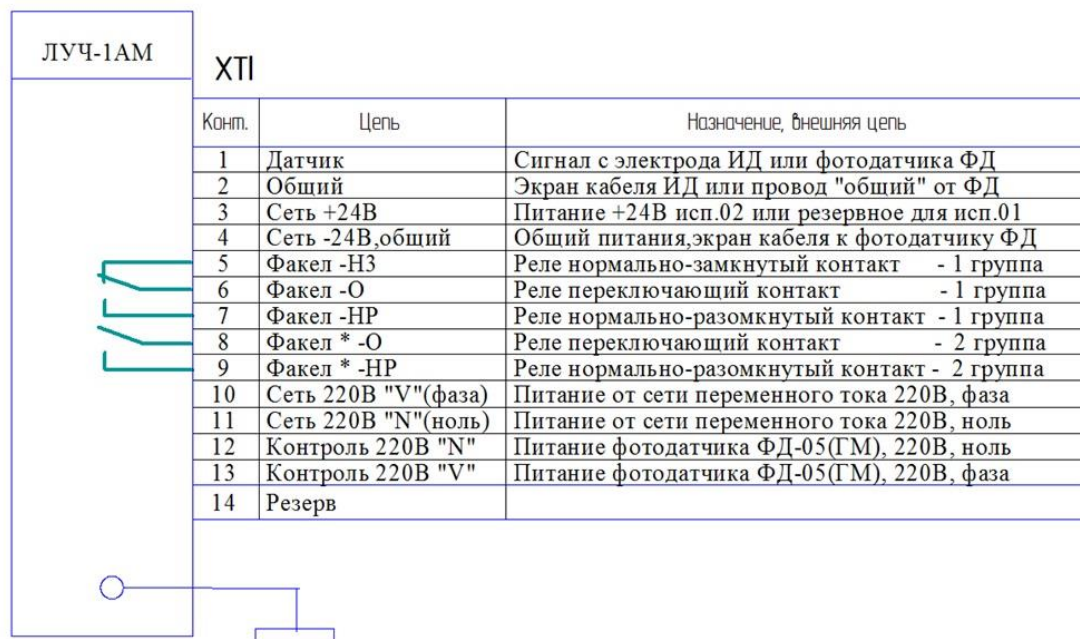 ЛУЧ-1АМ
XT1
Конт. Цепь Назначение, внешняя цепь
1 Датчик Сигнал с электрода ИД или фотодатчика ФД
2 Общий Экран кабеля ИД или провод "общий" от ФД
3 Сеть +24В Питание +24В исп.02 или резервное для исп.01
4 Сеть -24В,общий Общий питания,экран кабеля к фотодатчику ФД
5 Факел -НЗ Реле нормально-замкнутый контакт - 1 группа
6 Факел -О Реле переключающий контакт - 1 группа
7 Факел -НР Реле нормально-разомкнутый контакт - 1 группа
8 Факел * -О Реле переключающий контакт - 2 группа
9 Факел * -НР Реле нормально-разомкнутый контакт - 2 группа
10 Сеть 220В "V"(фаза) Питание от сети переменного тока 220В, фаза
11 Сеть 220В "N"(ноль) Питание от сети переменного тока 220В, ноль
12 Контроль 220В "N" Питание фотодатчика ФД-05(ГМ), 220В, ноль
13 Контроль 220В "V" Питание фотодатчика ФД-05(ГМ), 220В, фаза
14 Резерв